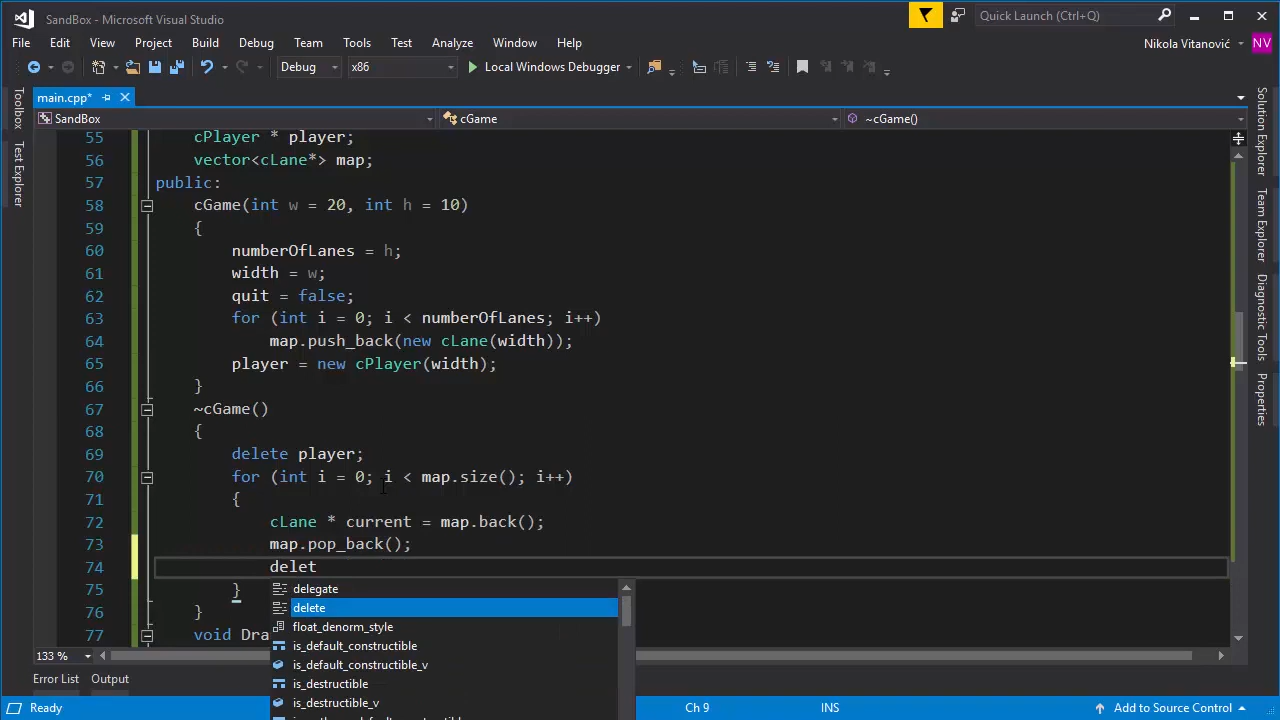 SandBox - Microsoft Visual Studio
Quick Launch (Ctrl+Q)
File Edit View Project Build Debug Team Tools Test Analyze Window Help
Nikola Vitanović NV
Debug x86 Local Windows Debugger
main.cpp*
SandBox cGame ~cGame()
Toolbox
Test Explorer
55 cPlayer * player;
56 vector<cLane*> map;
57 public:
58 cGame(int w = 20, int h = 10)
59 {
60 numberOfLanes = h;
61 width = w;
62 quit = false;
63 for (int i = 0; i < numberOfLanes; i++)
64 map.push_back(new cLane(width));
65 player = new cPlayer(width);
66 }
67 ~cGame()
68 {
69 delete player;
70 for (int i = 0; i < map.size(); i++)
71 {
72 cLane * current = map.back();
73 map.pop_back();
74 delet
75 }
76 }
77 void Dra
delegate
delete
float_denorm_style
is_default_constructible
is_default_constructible_v
is_destructible
is_destructible_v
Solution Explorer
Team Explorer
Diagnostic Tools
Properties
133 %
Error List Output
Ready Ch 9 INS Add to Source Control